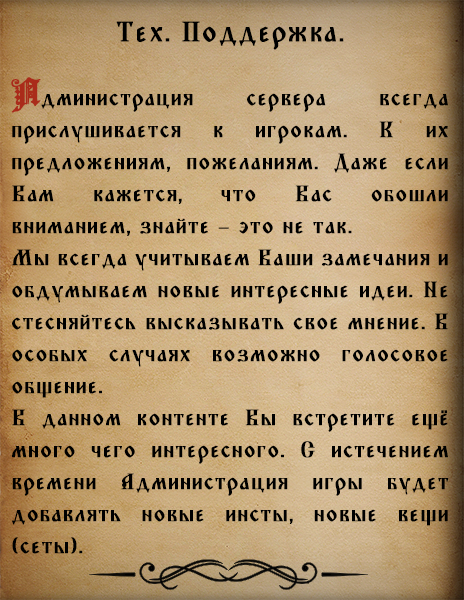 Тех. Поддержка.
Администрация сервера всегда
прислушивается к игрокам. К их
предложениям, пожеланиям. Даже если
Вам кажется, что Вас обошли
вниманием, знайте – это не так.
Мы всегда учитываем Ваши замечания и
обдумываем новые интересные идеи. Не
стесняйтесь высказывать свое мнение. В
особых случаях возможно голосовое
общение.
В данном контенте Вы встретите ещё
много чего интересного. С истечением
времени Администрация игры будет
добавлять новые инсты, новые вещи
(сеты).